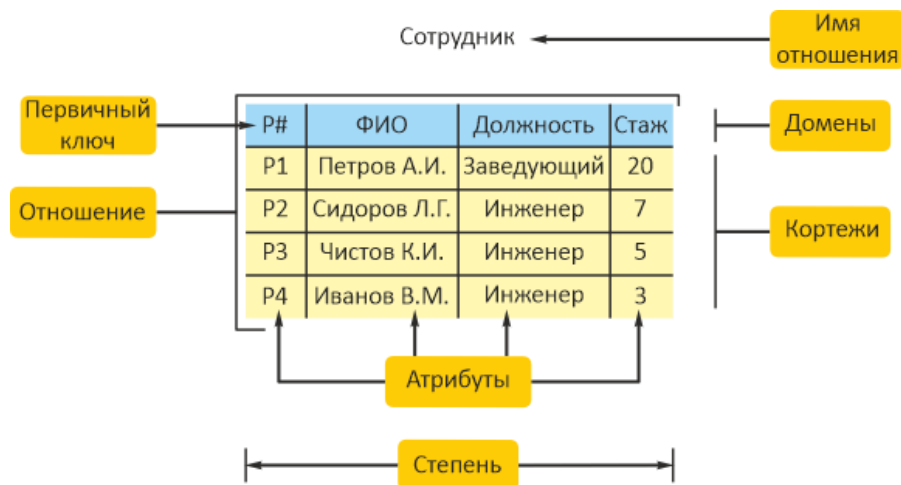 Сотрудник
Имя
отношения
Первичный
ключ
P# ФИО Должность Стаж
Домены
P1 Петров А.И. Заведующий 20
Отношение
P2 Сидоров Л.Г. Инженер 7
Кортежи
P3 Чистов К.И. Инженер 5
P4 Иванов В.М. Инженер 3
Атрибуты
Степень